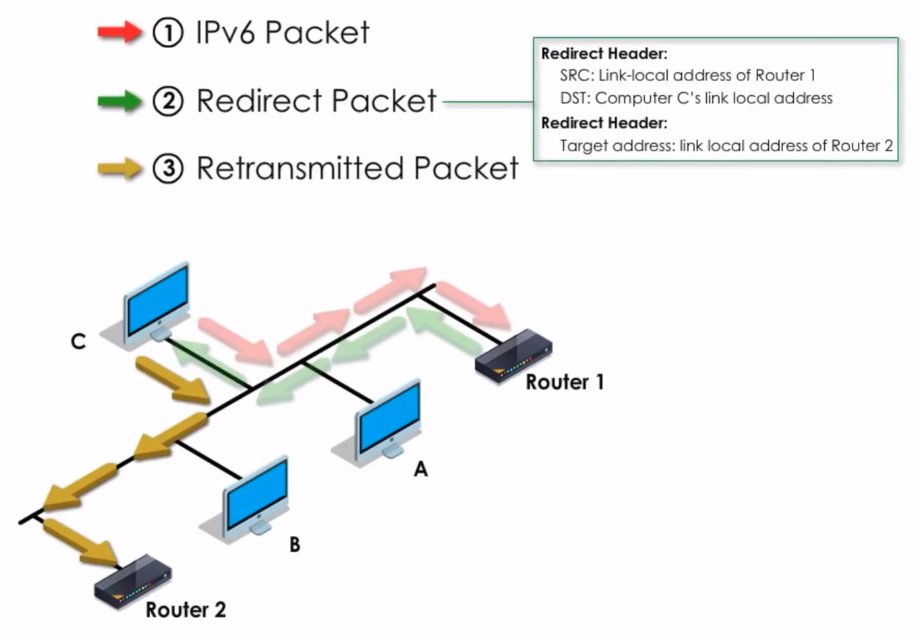 ① IPv6 Packet
② Redirect Packet
③ Retransmitted Packet
Redirect Header:
SRC: Link-local address of Router 1
DST: Computer C's link local address
Redirect Header:
Target address: link local address of Router 2
C
Router 1
A
B
Router 2